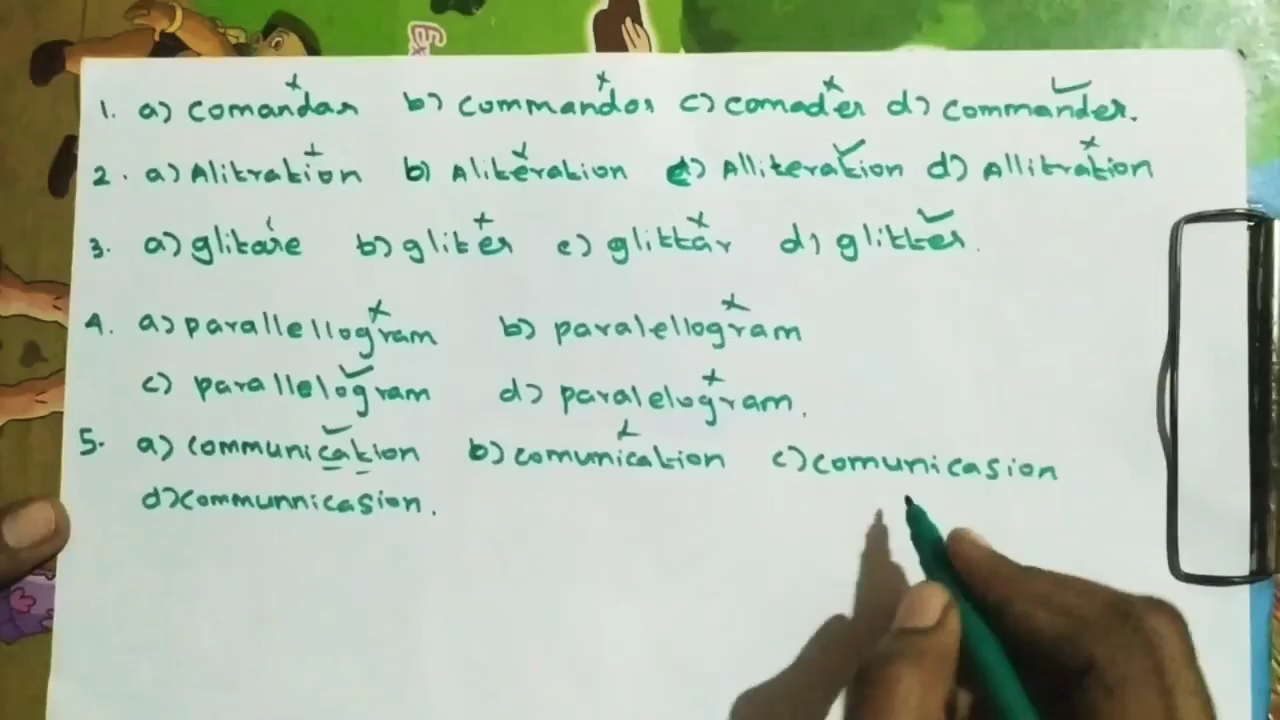 1. a) comandar b) commandor c) comader d) commander.
2. a) Alitration b) Aliteration c) Alliteration d) Allitration
3. a) glitare b) gliter c) glittar d) glitter.
4. a) parallellogram b) paralellogram
c) parallelogram d) paralelogram.
5. a) communication b) comunication c) comunicasion
d) communnicasion.